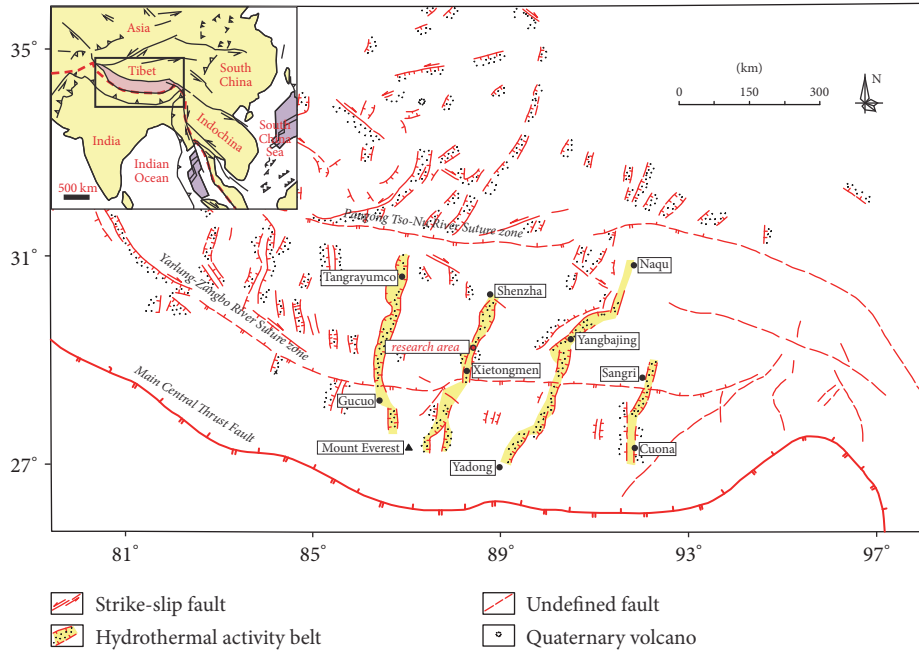 35°
31°
27°
Asia
Tibet
South
China
India
Indochina
South
China
Sea
Indian
Ocean
500 km
(km)
0 150 300
N
Pangong Tso-Nu River Suture zone
Yarlung-Zangbo River Suture zone
Main Central Thrust Fault
Tangrayumco
Naqu
Shenzha
research area
Yangbajing
Xietongmen
Sangri
Gucuo
Mount Everest
Yadong
Cuona
81°
85°
89°
93°
97°
Strike-slip fault
Undefined fault
Hydrothermal activity belt
Quaternary volcano